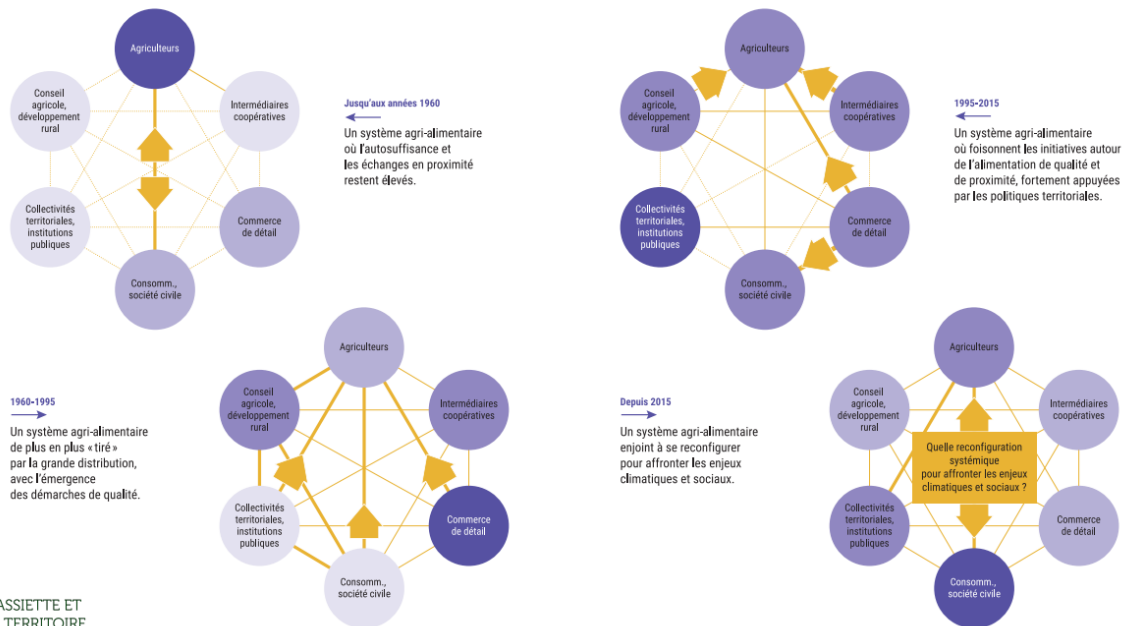 Agriculteurs
Conseil
agricole,
développement
rural
Intermédiaires
coopératives
Collectivités
territoriales,
institutions
publiques
Commerce
de détail
Consomm.,
société civile
Jusqu'aux années 1960
Un système agri-alimentaire
où l'autosuffisance et
les échanges en proximité
restent élevés.
Agriculteurs
Conseil
agricole,
développement
rural
Intermédiaires
coopératives
Collectivités
territoriales,
institutions
publiques
Commerce
de détail
Consomm.,
société civile
1995-2015
Un système agri-alimentaire
où foisonnent les initiatives autour
de l'alimentation de qualité et
de proximité, fortement appuyées
par les politiques territoriales.
1960-1995
Un système agri-alimentaire
de plus en plus « tiré »
par la grande distribution,
avec l'émergence
des démarches de qualité.
Agriculteurs
Conseil
agricole,
développement
rural
Intermédiaires
coopératives
Collectivités
territoriales,
institutions
publiques
Commerce
de détail
Consomm.,
société civile
Depuis 2015
Un système agri-alimentaire
enjoint à se reconfigurer
pour affronter les enjeux
climatiques et sociaux.
Agriculteurs
Conseil
agricole,
développement
rural
Intermédiaires
coopératives
Quelle reconfiguration
systémique
pour affronter les enjeux
climatiques et sociaux ?
Collectivités
territoriales,
institutions
publiques
Commerce
de détail
Consomm.,
société civile
ASSIETTE ET
TERRITOIRE